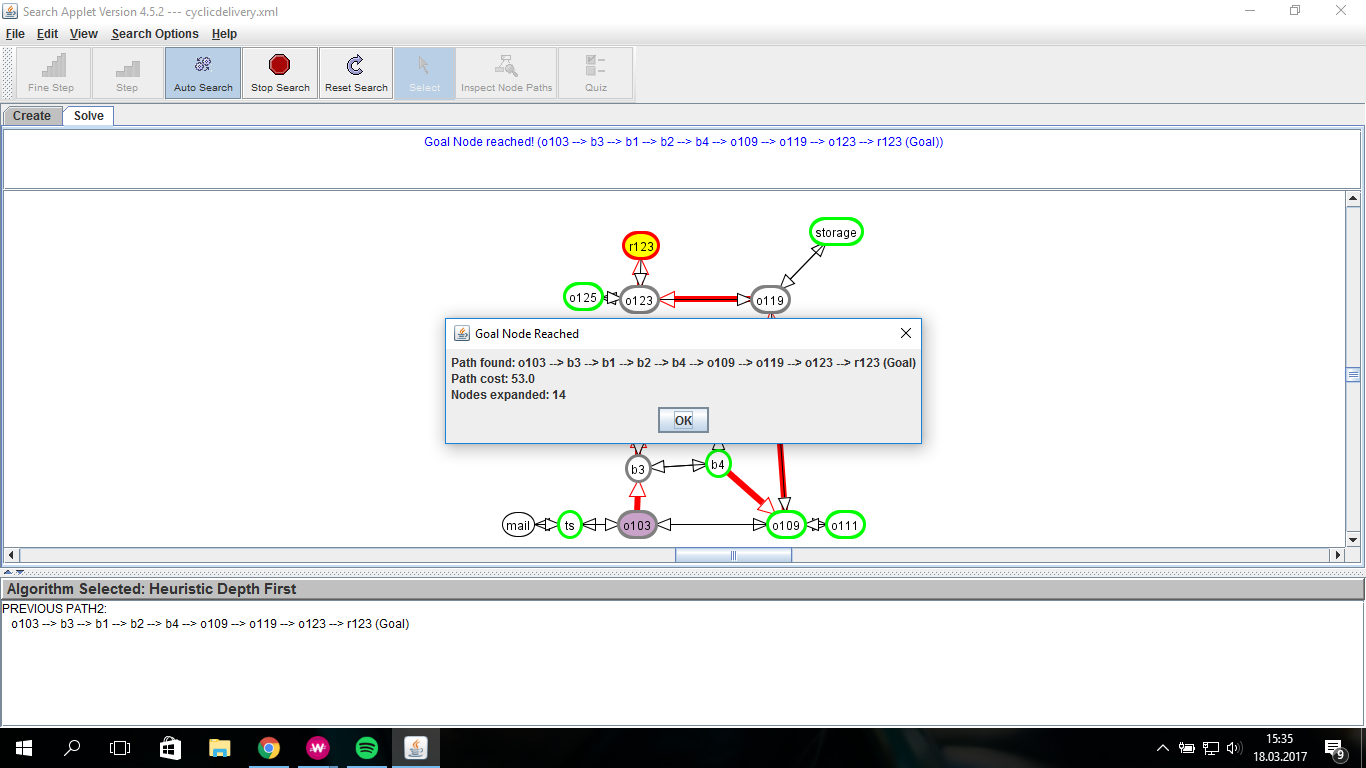 Search Applet Version 4.5.2 --- cyclicdelivery.xml
File Edit View Search Options Help
Fine Step Step Auto Search Stop Search Reset Search Select Inspect Node Paths Quiz
Create Solve
Goal Node reached! (o103 --> b3 --> b1 --> b2 --> b4 --> o109 --> o119 --> o123 --> r123 (Goal))
storage
r123
o125 o123 o119
Goal Node Reached
Path found: o103 --> b3 --> b1 --> b2 --> b4 --> o109 --> o119 --> o123 --> r123 (Goal)
Path cost: 53.0
Nodes expanded: 14
OK
b3 b4
mail ts o103 o109 o111
Algorithm Selected: Heuristic Depth First
PREVIOUS PATH2:
o103 --> b3 --> b1 --> b2 --> b4 --> o109 --> o119 --> o123 --> r123 (Goal)
15:35
18.03.2017
9